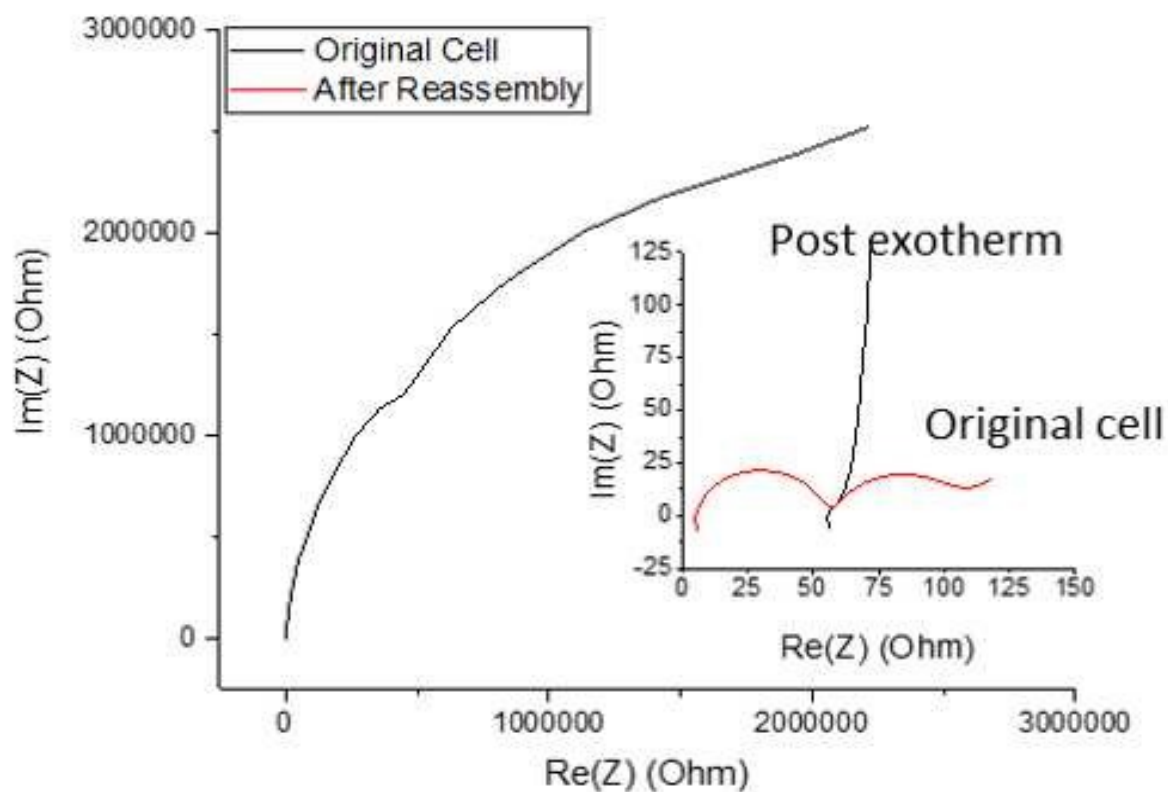 3000000
Original Cell
After Reassembly
2000000
1000000
0
Im(Z) (Ohm)
0
1000000
2000000
3000000
Re(Z) (Ohm)
Post exotherm
Original cell
125
100
75
50
25
0
-25
Im(Z) (Ohm)
0
25
50
75
100
125
150
Re(Z) (Ohm)